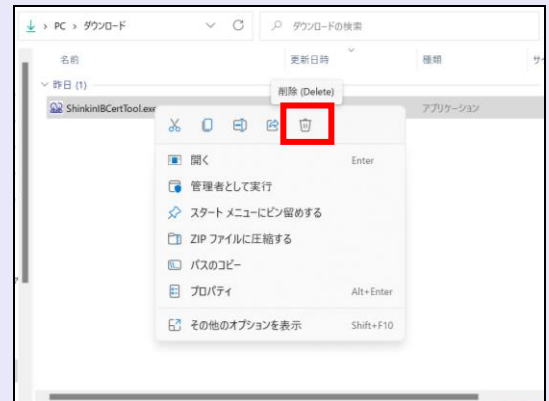 > PC > ダウンロード
ダウンロードの検索
名前 更新日時 種類 サイ
昨日 (1)
削除 (Delete)
ShinkinIBCertTool.exe アプリケーション
開く Enter
管理者として実行
スタート メニューにピン留めする
ZIP ファイルに圧縮する
パスのコピー
プロパティ Alt+Enter
その他のオプションを表示 Shift+F10